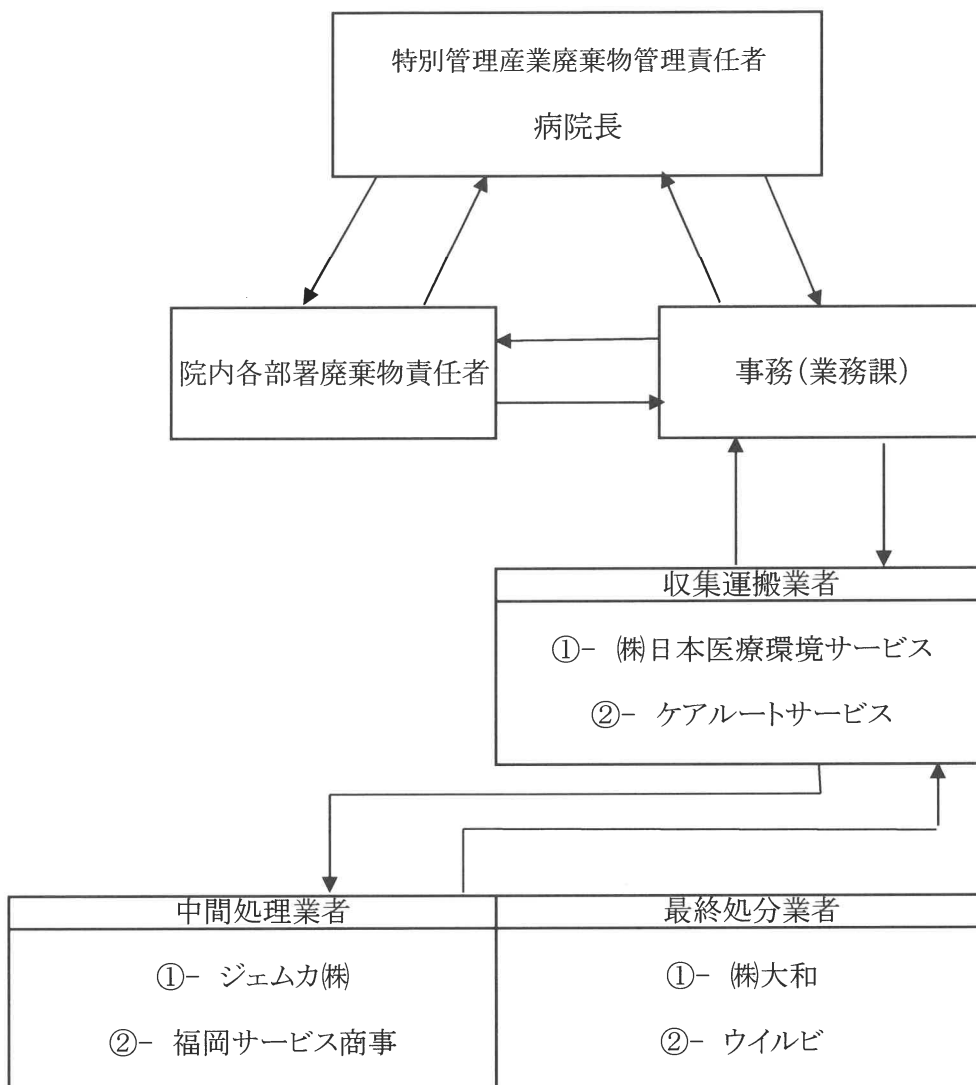 特別管理産業廃棄物管理責任者
病院長
院内各部署廃棄物責任者
事務(業務課)
収集運搬業者
①- ㈱日本医療環境サービス
②- ケアルートサービス
中間処理業者
①- ジェムカ㈱
②- 福岡サービス商事
最終処分業者
①- ㈱大和
②- ウイルビ